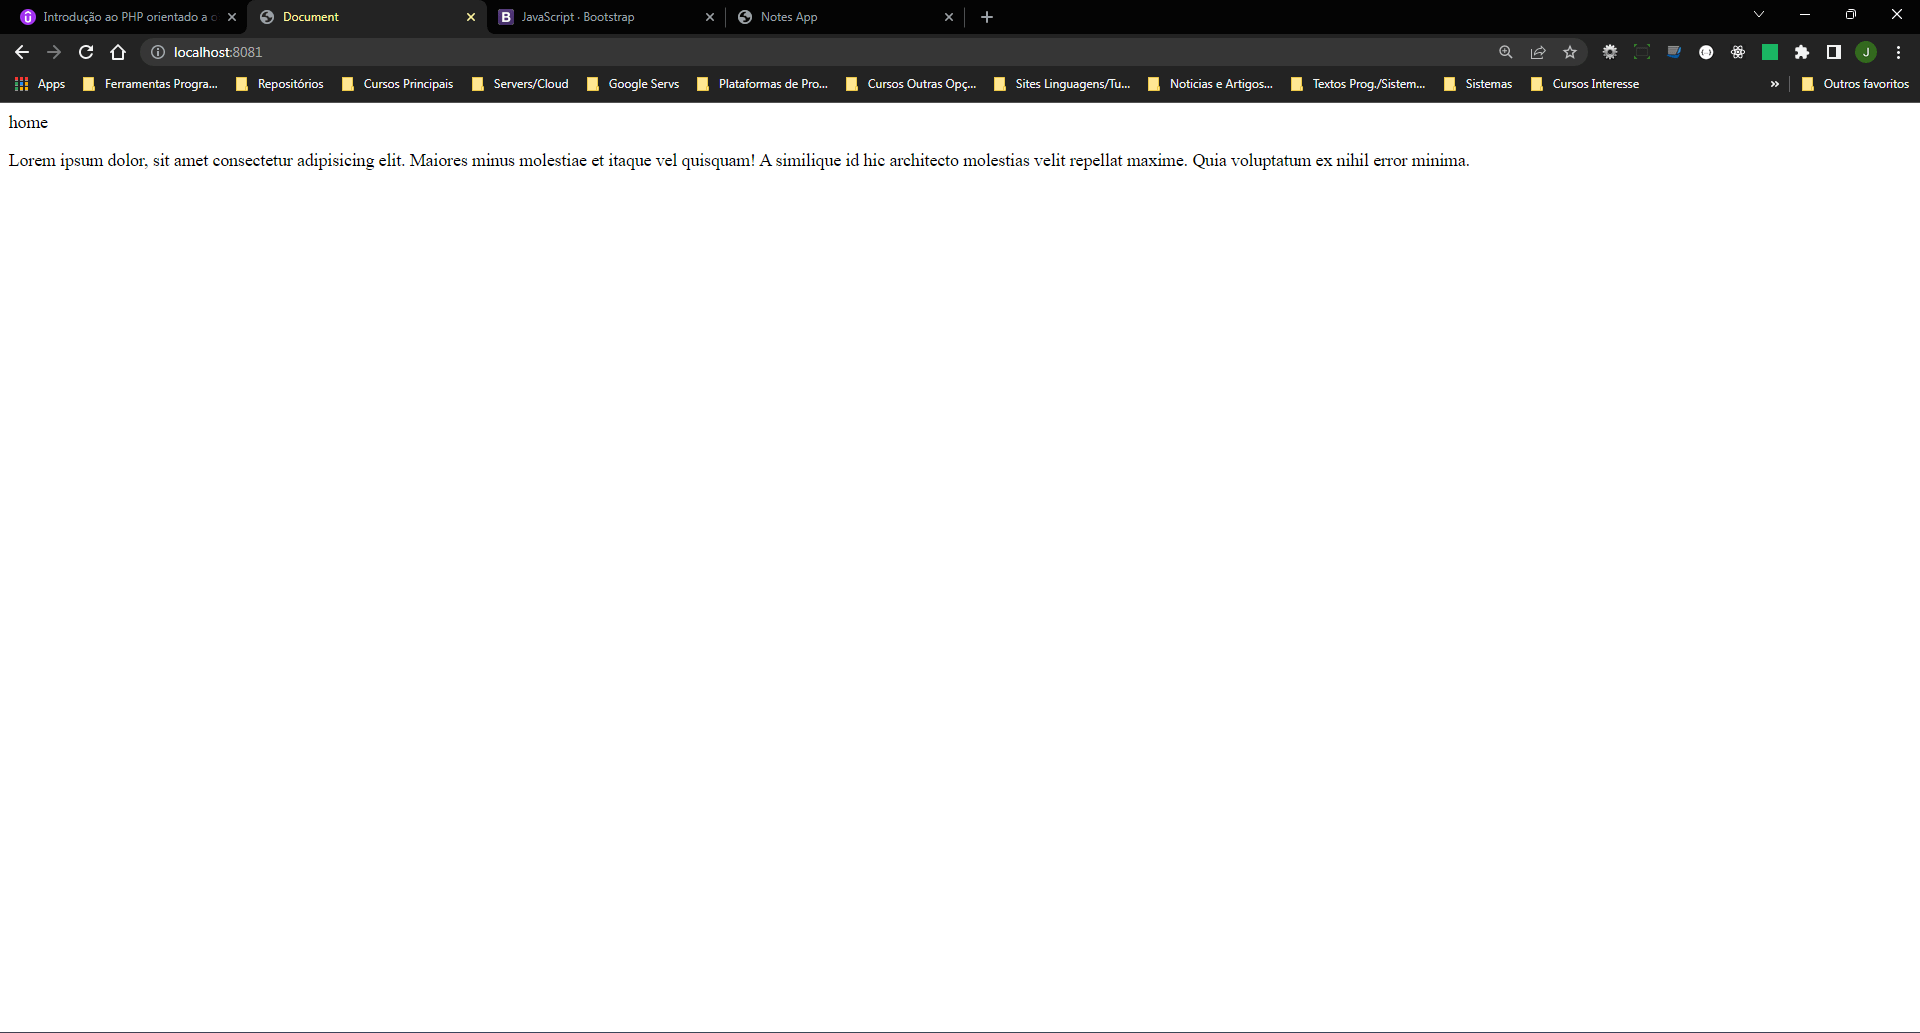 Introdução ao PHP orientado a o
Document
JavaScript · Bootstrap
Notes App
localhost:8081
J
Apps
Ferramentas Progra...
Repositórios
Cursos Principais
Servers/Cloud
Google Servs
Plataformas de Pro...
Cursos Outras Opç...
Sites Linguagens/Tu...
Noticias e Artigos...
Textos Prog./Sistem...
Sistemas
Cursos Interesse
»
Outros favoritos
home
Lorem ipsum dolor, sit amet consectetur adipisicing elit. Maiores minus molestiae et itaque vel quisquam! A similique id hic architecto molestias velit repellat maxime. Quia voluptatum ex nihil error minima.